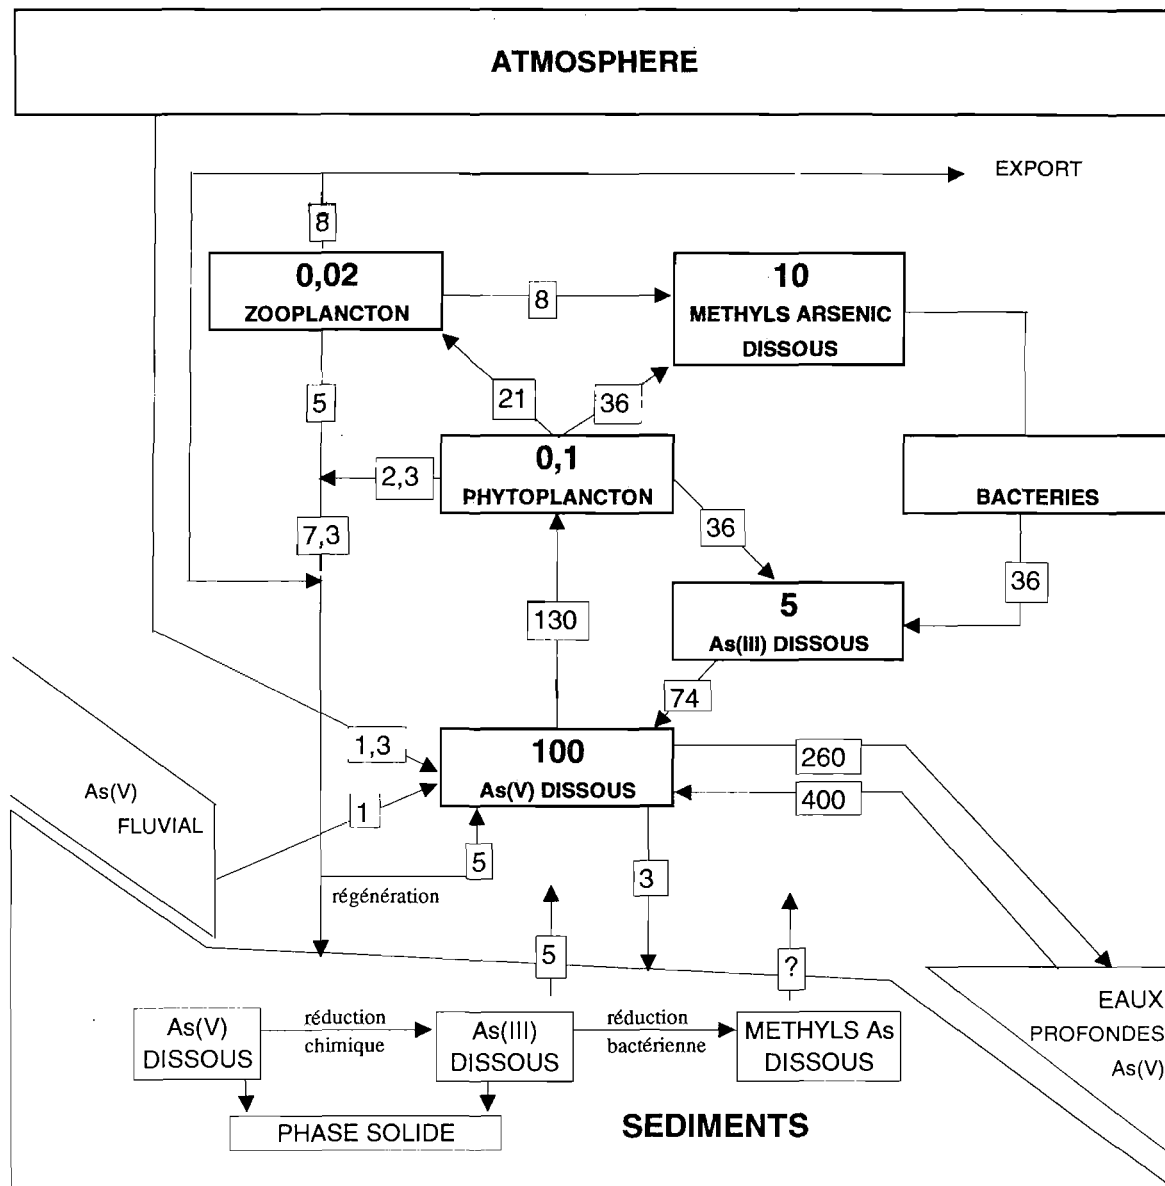 ATMOSPHERE
EXPORT
8
0,02
ZOOPLANCTON
8
10
METHYLS ARSENIC
DISSOUS
5
21
36
2,3
0,1
PHYTOPLANCTON
BACTERIES
7,3
36
36
130
5
As(III) DISSOUS
74
1,3
100
As(V) DISSOUS
260
400
As(V)
FLUVIAL
1
5
3
régénération
5
?
As(V)
DISSOUS
réduction
chimique
As(III)
DISSOUS
réduction
bactérienne
METHYLS As
DISSOUS
EAUX
PROFONDES
As(V)
PHASE SOLIDE
SEDIMENTS